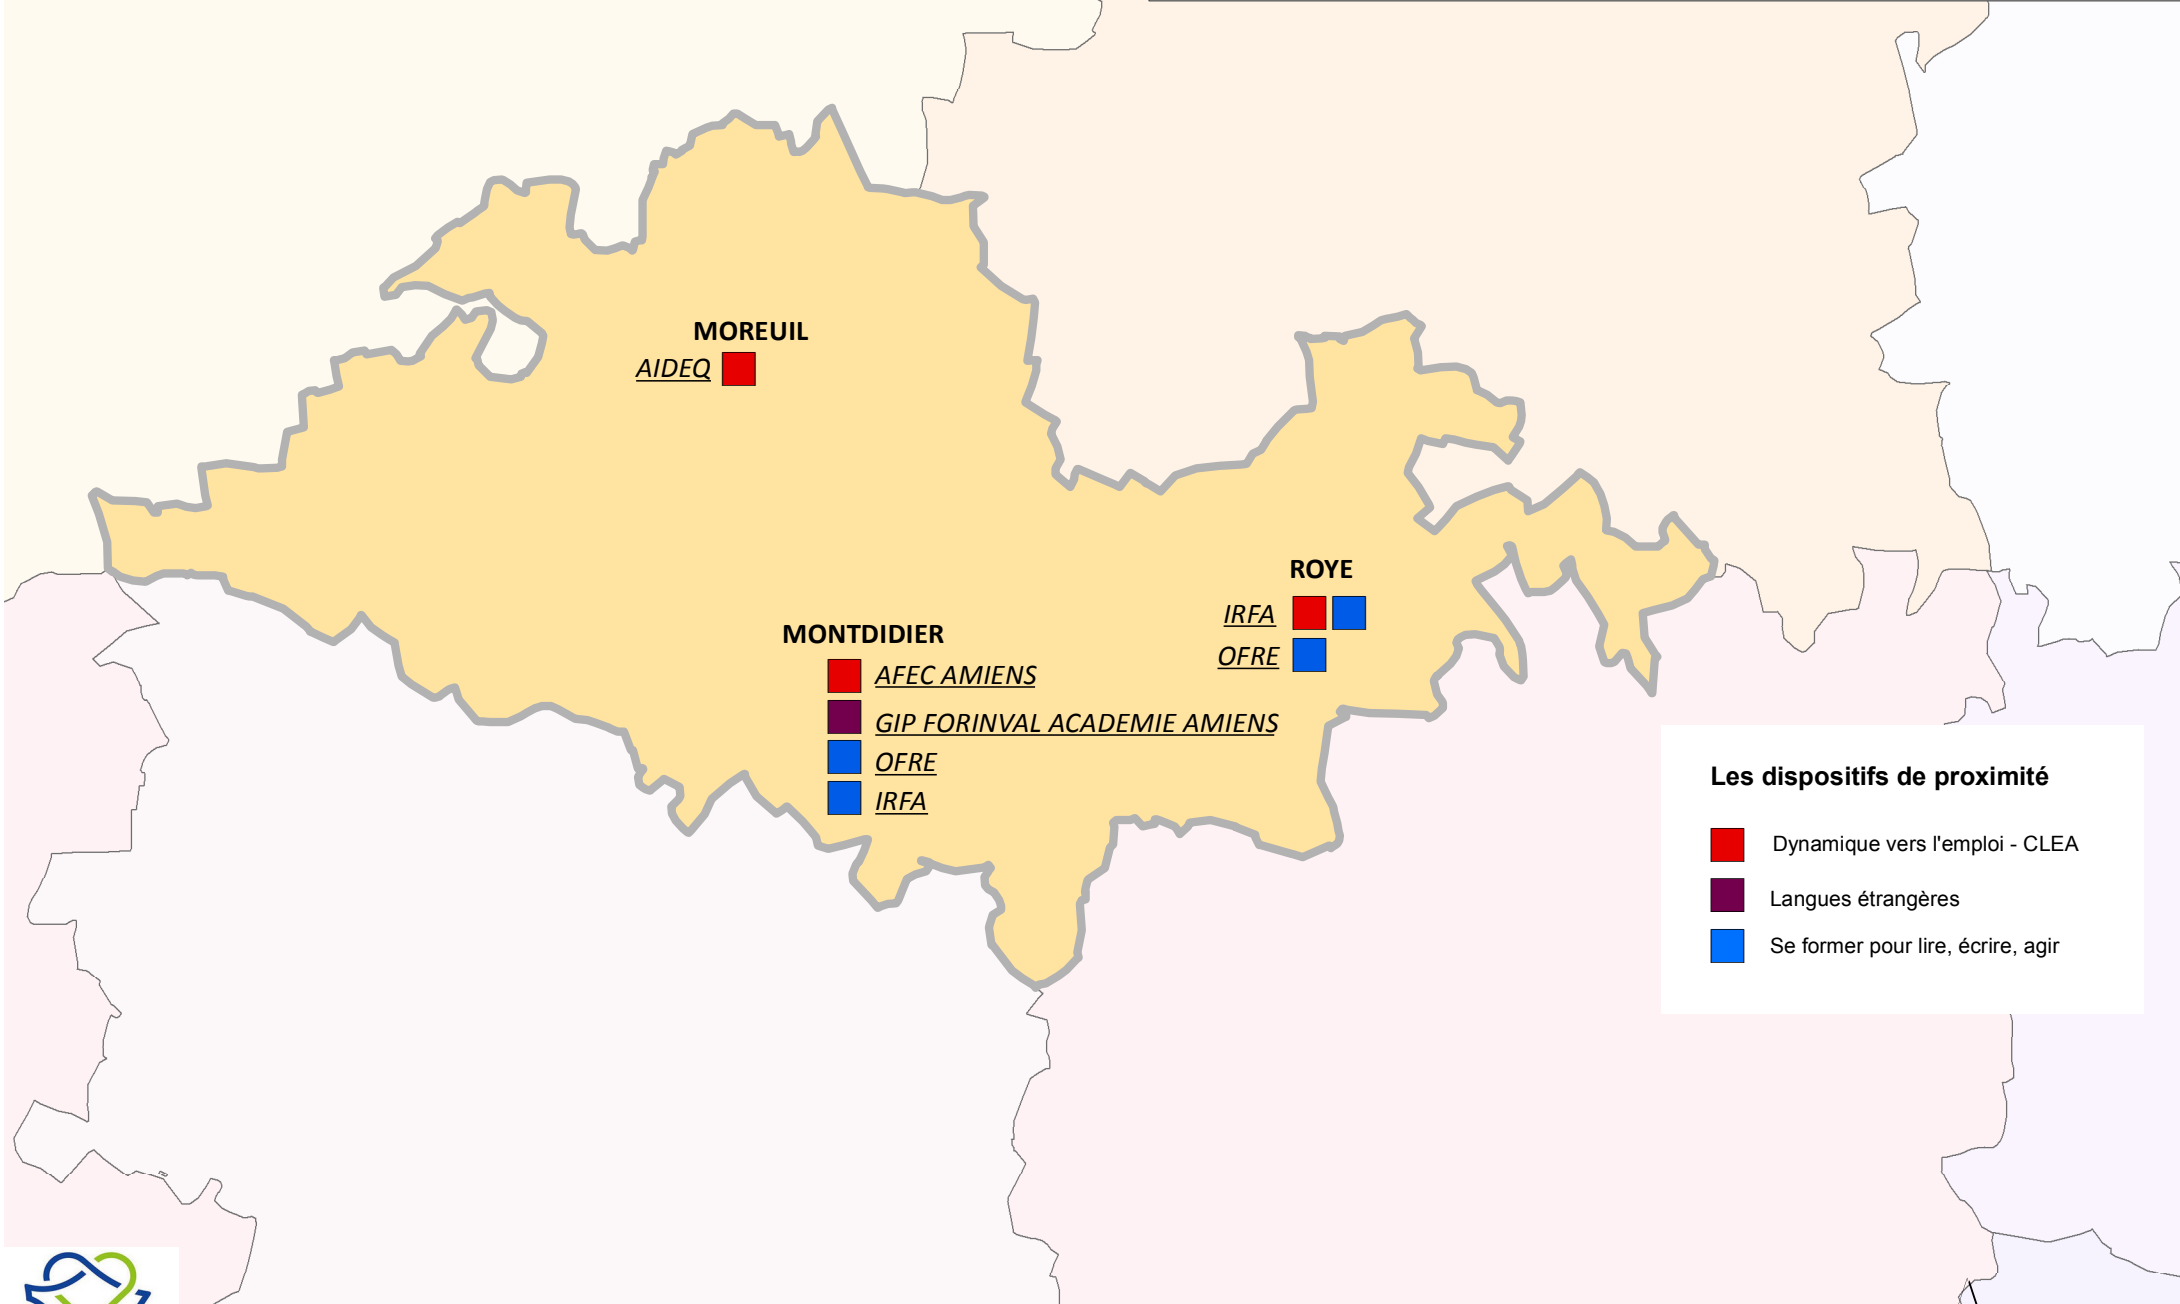 MOREUIL
AIDEQ
ROYE
IRFA
OFRE
MONTDIDIER
AFEC AMIENS
GIP FORINVAL ACADEMIE AMIENS
OFRE
IRFA
Les dispositifs de proximité
Dynamique vers l'emploi - CLEA
Langues étrangères
Se former pour lire, écrire, agir